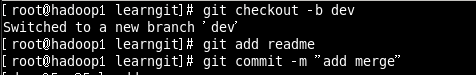 [ root@hadoop1 learngit]# git checkout -b dev
Switched to a new branch 'dev'
[ root@hadoop1 learngit]# git add readme
[ root@hadoop1 learngit]# git commit -m "add merge"